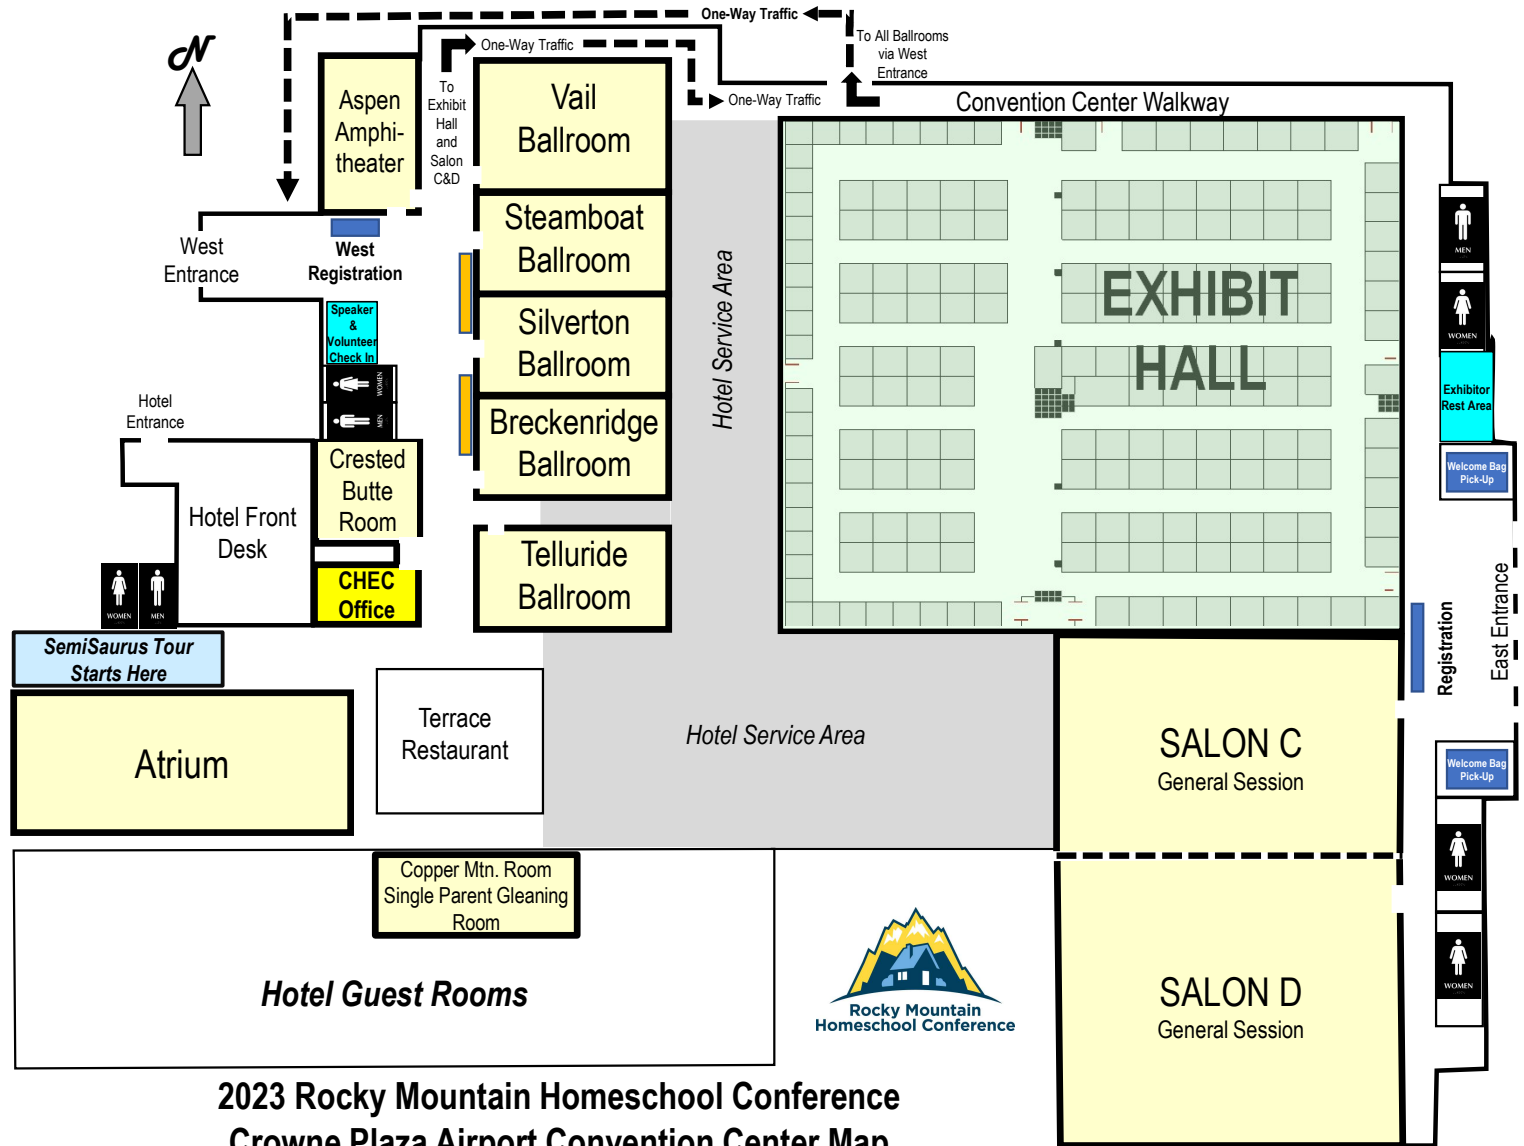 One-Way Traffic
To All Ballrooms
via West
Entrance
N
One-Way Traffic
To
Exhibit
Hall
and
Salon
C&D
One-Way Traffic
Convention Center Walkway
Aspen
Amphi-
theater
Vail
Ballroom
Steamboat
Ballroom
Silverton
Ballroom
Breckenridge
Ballroom
Telluride
Ballroom
West
Entrance
West
Registration
Speaker
&
Volunteer
Check In
WOMEN
MEN
Hotel
Entrance
Hotel Front
Desk
Crested
Butte
Room
CHEC
Office
WOMEN
MEN
SemiSaurus Tour
Starts Here
Atrium
Terrace
Restaurant
Hotel Service Area
Hotel Service Area
EXHIBIT
HALL
MEN
WOMEN
Exhibitor
Rest Area
Welcome Bag
Pick-Up
Registration
East Entrance
Welcome Bag
Pick-Up
WOMEN
WOMEN
SALON C
General Session
SALON D
General Session
Copper Mtn. Room
Single Parent Gleaning
Room
Hotel Guest Rooms
Rocky Mountain
Homeschool Conference
2023 Rocky Mountain Homeschool Conference
Crowne Plaza Airport Convention Center Map